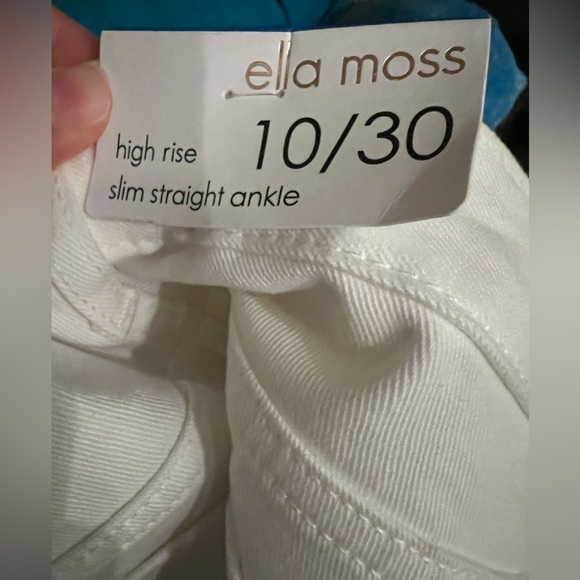 ella moss
high rise 10/30
slim straight ankle